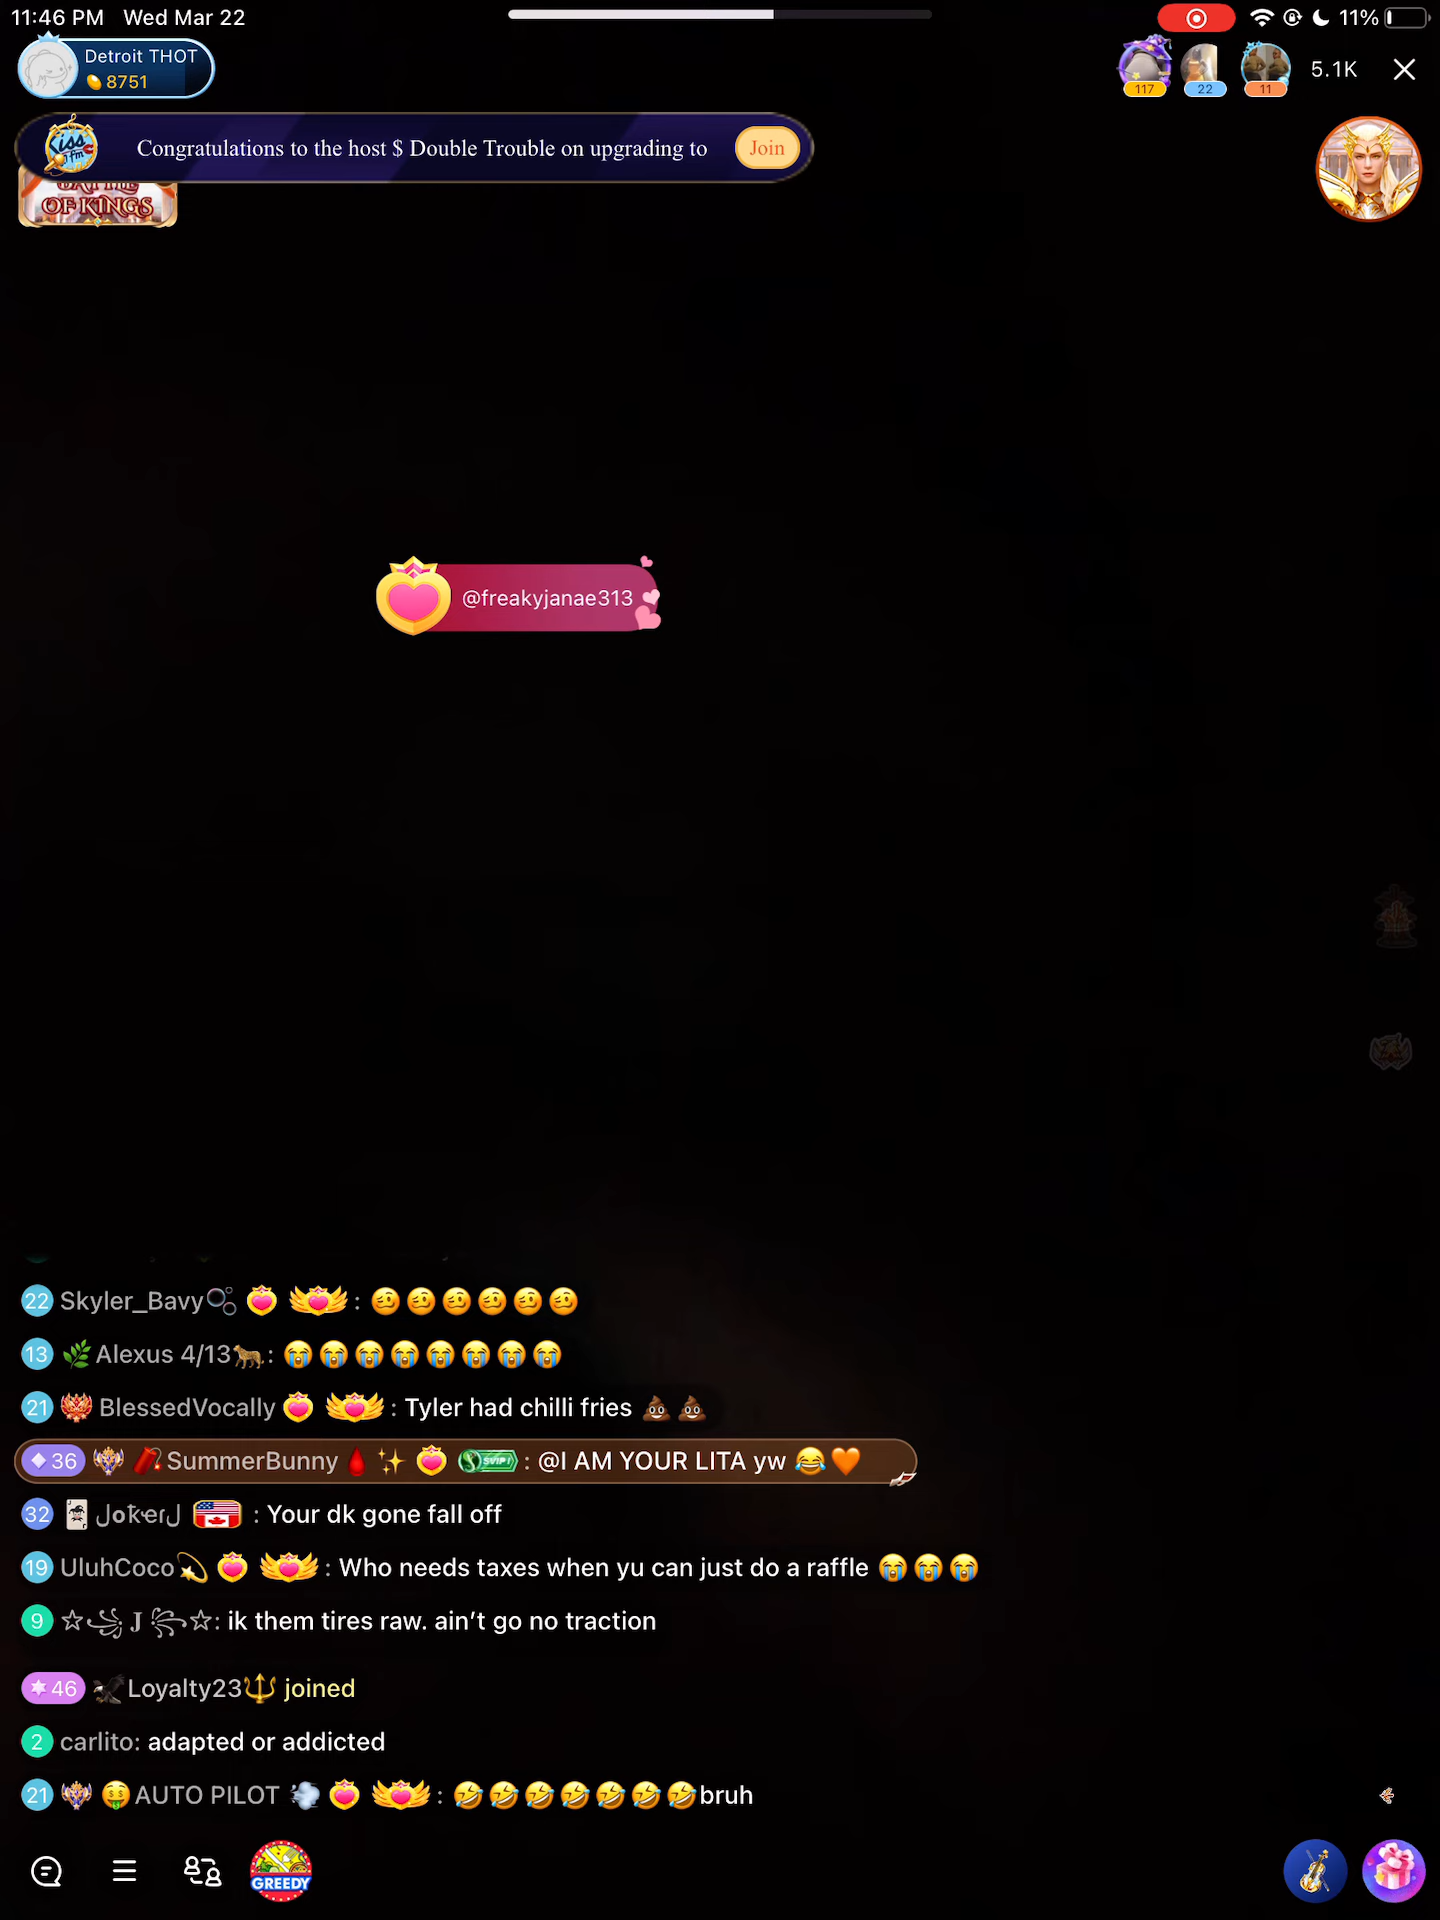 11:46 PM Wed Mar 22
11%
Detroit THOT
8751
117
22
11
5.1K
Kiss
Congratulations to the host $ Double Trouble on upgrading to
Join
BATTLE
OF KINGS
@freakyjanae313
22 Skyler_Bavy🫧 : 🥴🥴🥴🥴🥴🥴
13 🌿Alexus 4/13🐆: 😭😭😭😭😭😭😭😭
21 BlessedVocally : Tyler had chilli fries 💩💩
36 🧨SummerBunny🩸✨ SVIP1 : @I AM YOUR LITA yw 😂🧡
32 🃏JokerJ 🇺🇸🇨🇦 : Your dk gone fall off
19 UluhCoco💫 : Who needs taxes when yu can just do a raffle 😭😭😭
9 ☆꧁ J ꧂☆: ik them tires raw. ain’t go no traction
46 Loyalty23🔱 joined
2 carlito: adapted or addicted
21 🤑AUTO PILOT 💨 : 🤣🤣🤣🤣🤣🤣🤣bruh
GREEDY